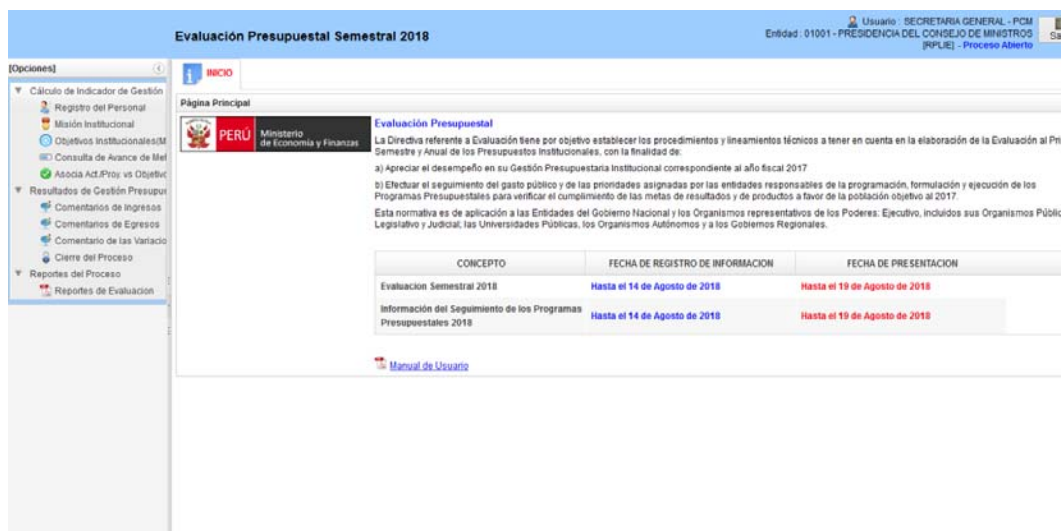 Evaluación Presupuestal Semestral 2018
Usuario : SECRETARIA GENERAL - PCM
Entidad : 01001 - PRESIDENCIA DEL CONSEJO DE MINISTROS
[RPLIE] - Proceso Abierto
Sa
[Opciones]
Cálculo de Indicador de Gestión
Registro del Personal
Misión Institucional
Objetivos Institucionales(M
Consulta de Avance de Met
Asocia Act./Proy. vs Objetivo
Resultados de Gestión Presupu
Comentarios de Ingresos
Comentarios de Egresos
Comentario de las Variacio
Cierre del Proceso
Reportes del Proceso
Reportes de Evaluacion
INICIO
Página Principal
PERÚ Ministerio
de Economía y Finanzas
Evaluación Presupuestal
La Directiva referente a Evaluación tiene por objetivo establecer los procedimientos y lineamientos técnicos a tener en cuenta en la elaboración de la Evaluación al Pri
Semestre y Anual de los Presupuestos Institucionales, con la finalidad de:
a) Apreciar el desempeño en su Gestión Presupuestaria Institucional correspondiente al año fiscal 2017
b) Efectuar el seguimiento del gasto público y de las prioridades asignadas por las entidades responsables de la programación, formulación y ejecución de los
Programas Presupuestales para verificar el cumplimiento de las metas de resultados y de productos a favor de la población objetivo al 2017.
Esta normativa es de aplicación a las Entidades del Gobierno Nacional y los Organismos representativos de los Poderes: Ejecutivo, incluidos sus Organismos Públic
Legislativo y Judicial, las Universidades Públicas, los Organismos Autónomos y a los Gobiernos Regionales.
CONCEPTO FECHA DE REGISTRO DE INFORMACION FECHA DE PRESENTACION
Evaluacion Semestral 2018 Hasta el 14 de Agosto de 2018 Hasta el 19 de Agosto de 2018
Información del Seguimiento de los Programas
Presupuestales 2018 Hasta el 14 de Agosto de 2018 Hasta el 19 de Agosto de 2018
Manual de Usuario